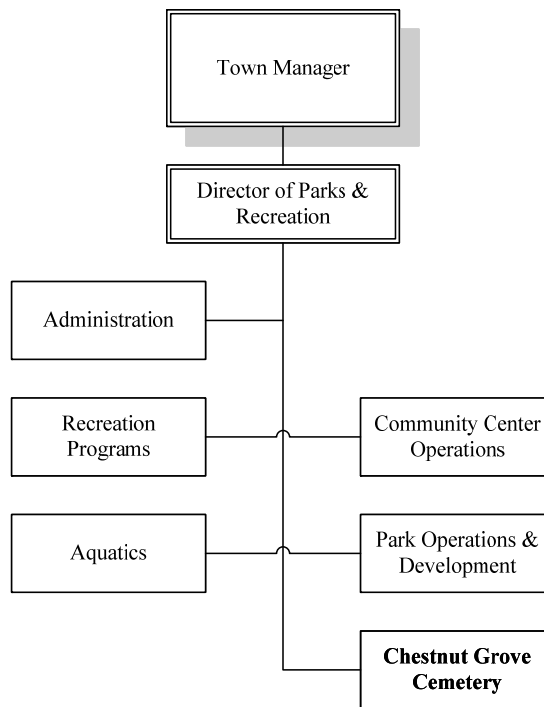 Town Manager
Director of Parks &
Recreation
Administration
Recreation
Programs
Community Center
Operations
Aquatics
Park Operations &
Development
Chestnut Grove
Cemetery